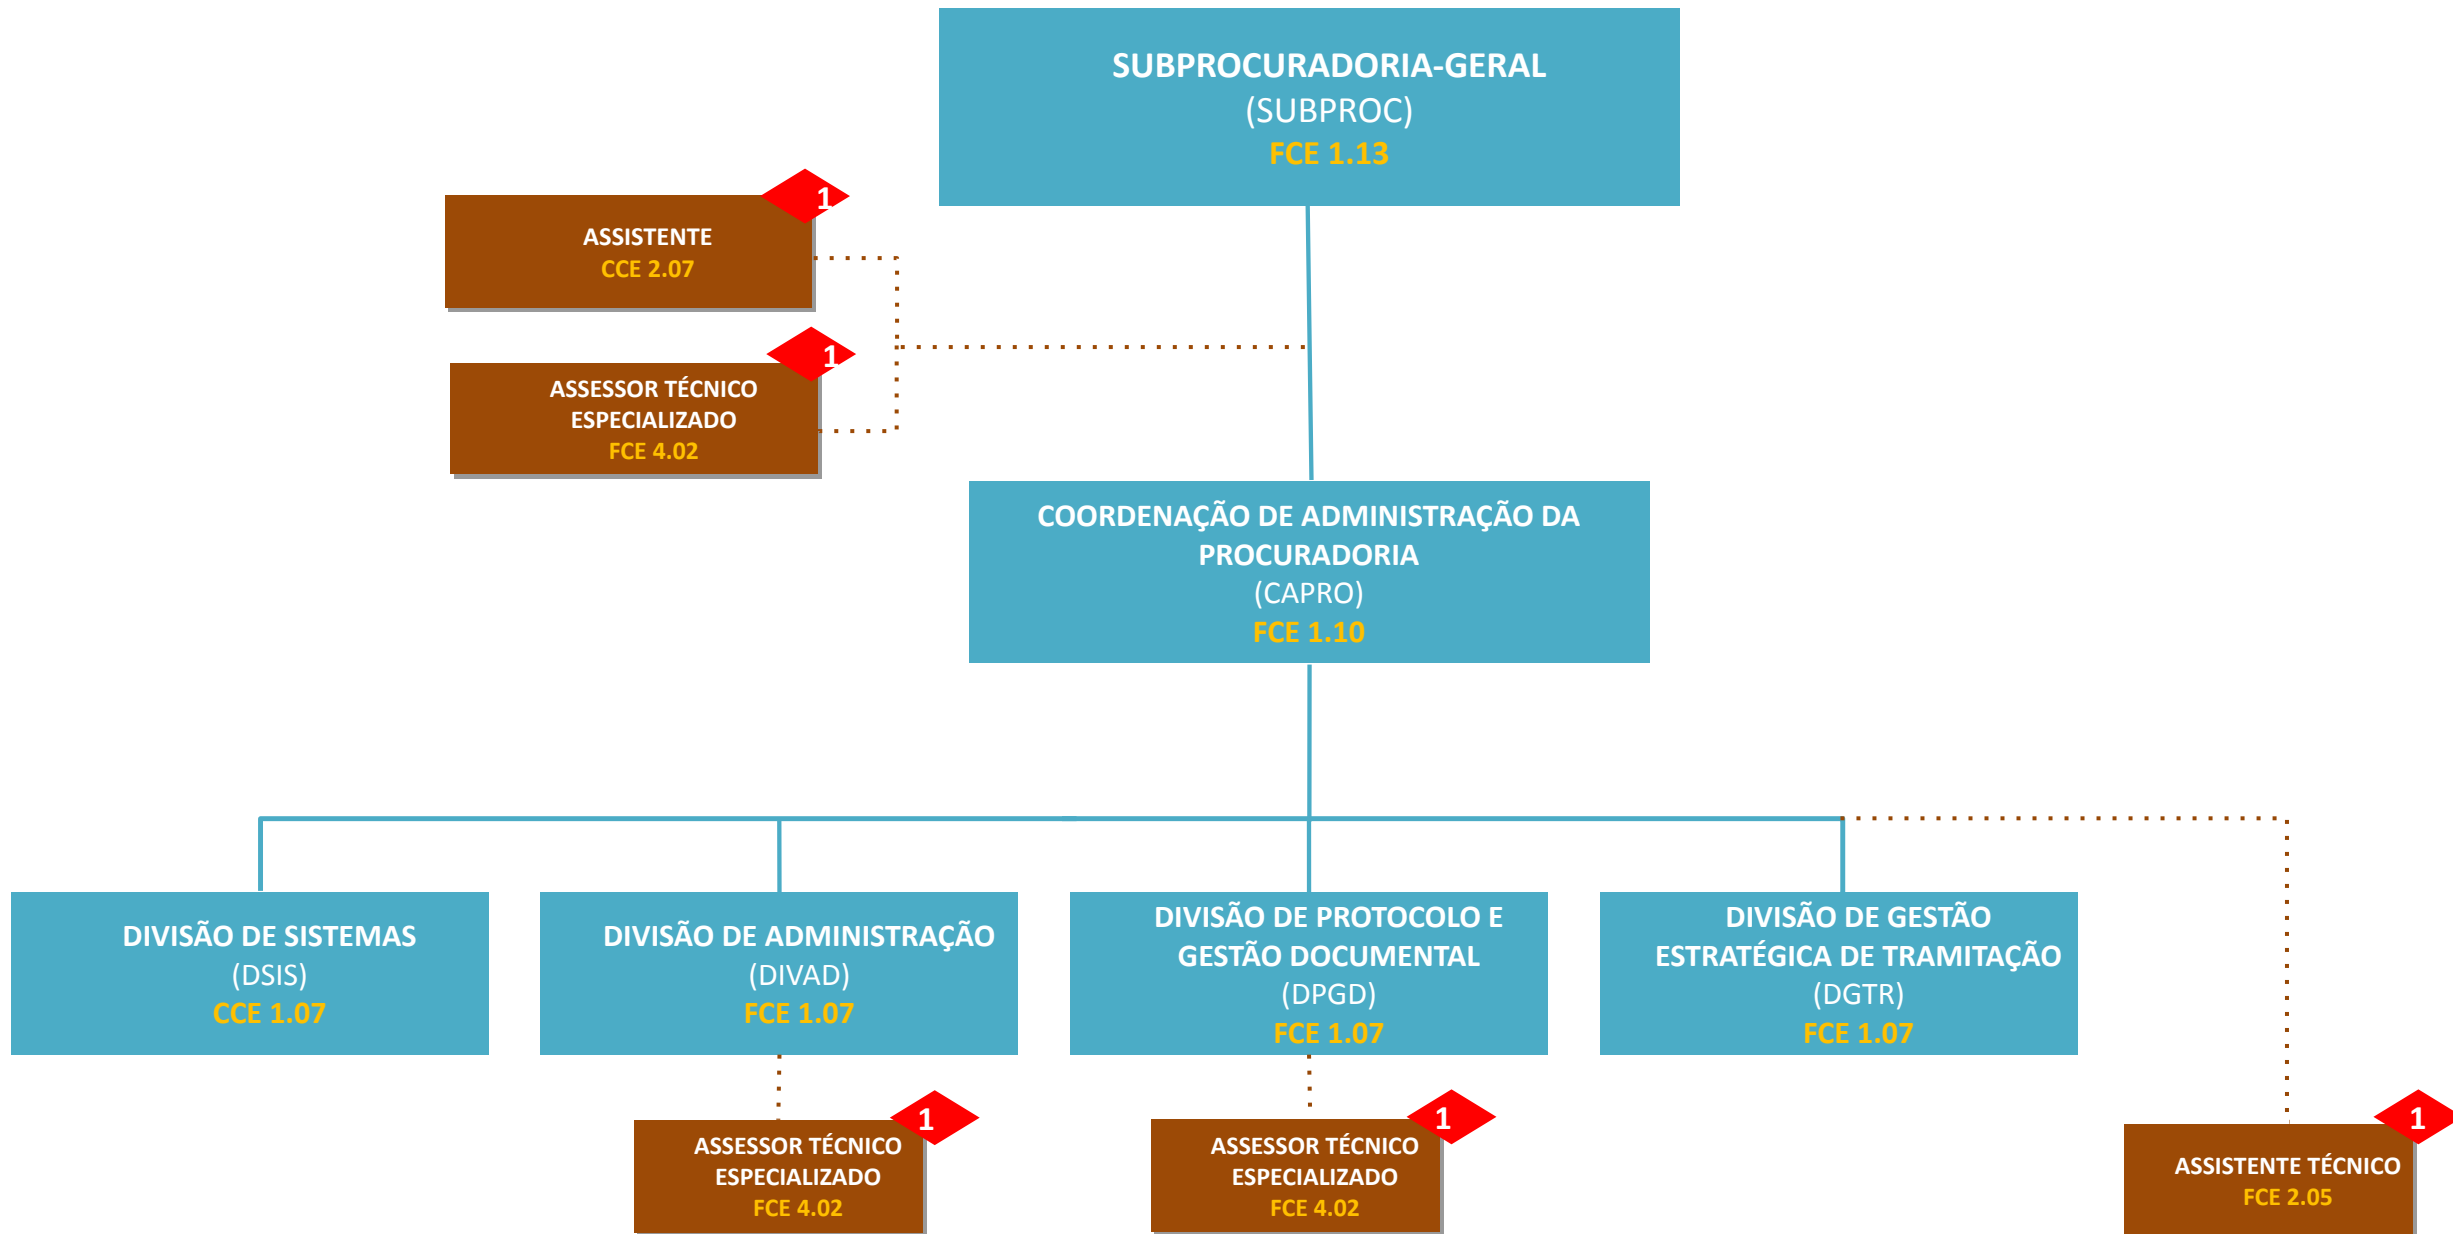 SUBPROCURADORIA-GERAL
(SUBPROC)
FCE 1.13
1
ASSISTENTE
CCE 2.07
1
ASSESSOR TÉCNICO
ESPECIALIZADO
FCE 4.02
COORDENAÇÃO DE ADMINISTRAÇÃO DA
PROCURADORIA
(CAPRO)
FCE 1.10
DIVISÃO DE SISTEMAS
(DSIS)
CCE 1.07
DIVISÃO DE ADMINISTRAÇÃO
(DIVAD)
FCE 1.07
DIVISÃO DE PROTOCOLO E
GESTÃO DOCUMENTAL
(DPGD)
FCE 1.07
DIVISÃO DE GESTÃO
ESTRATÉGICA DE TRAMITAÇÃO
(DGTR)
FCE 1.07
1
ASSESSOR TÉCNICO
ESPECIALIZADO
FCE 4.02
1
ASSESSOR TÉCNICO
ESPECIALIZADO
FCE 4.02
1
ASSISTENTE TÉCNICO
FCE 2.05